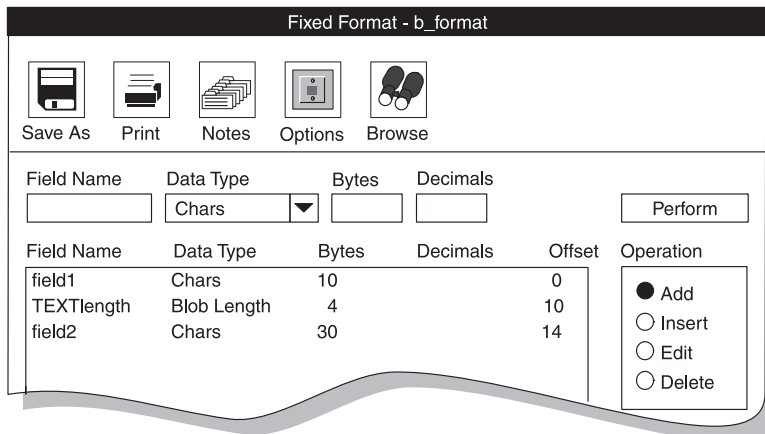 Fixed Format - b_format
Save As Print Notes Options Browse
Field Name Data Type Bytes Decimals
Chars Perform
Field Name Data Type Bytes Decimals Offset Operation
field1 Chars 10 0
TEXTlength Blob Length 4 10
field2 Chars 30 14
Add
Insert
Edit
Delete